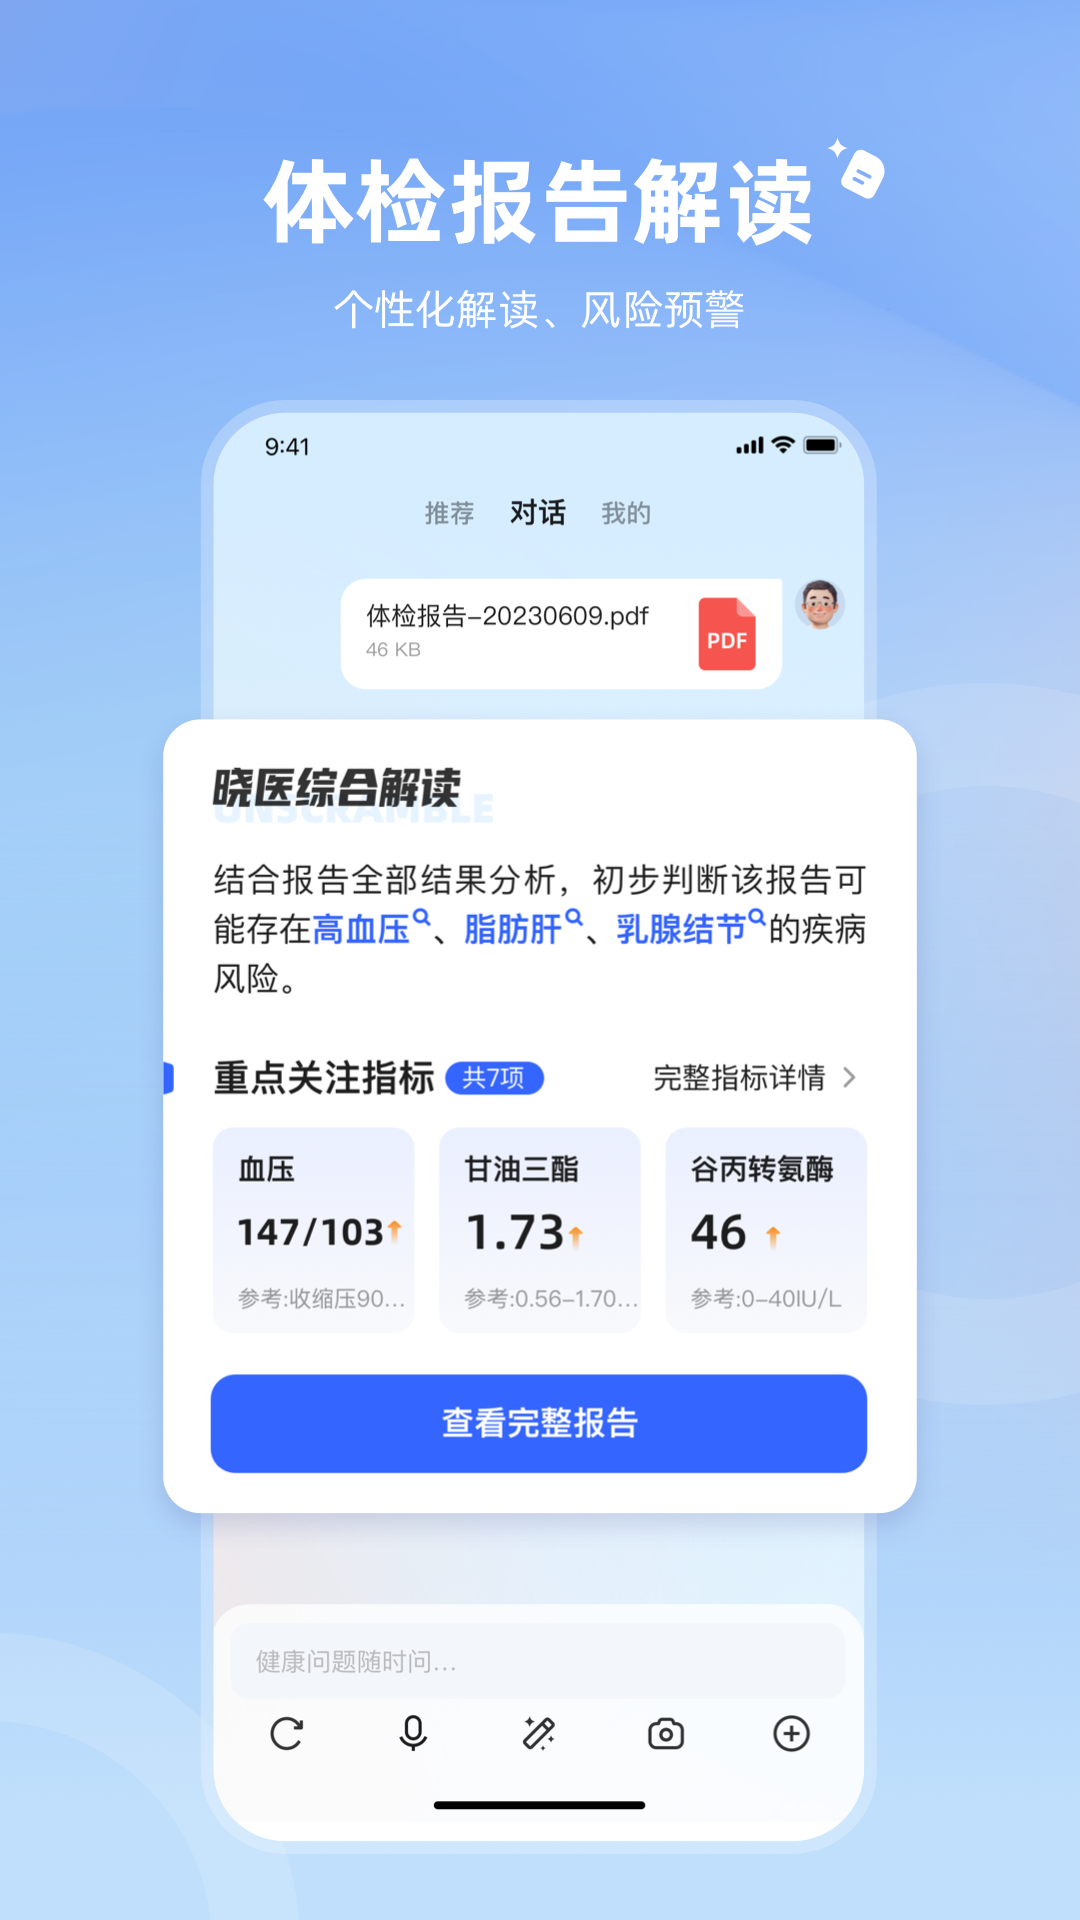 体检报告解读
个性化解读、风险预警
9:41
推荐 对话 我的
体检报告-20230609.pdf
46 KB
PDF
晓医综合解读
UNSCRAMBLE
结合报告全部结果分析，初步判断该报告可
能存在高血压、脂肪肝、乳腺结节的疾病
风险。
重点关注指标 共7项 完整指标详情
血压 甘油三酯 谷丙转氨酶
147/103↑ 1.73↑ 46 ↑
参考:收缩压90... 参考:0.56-1.70... 参考:0-40IU/L
查看完整报告
健康问题随时问...